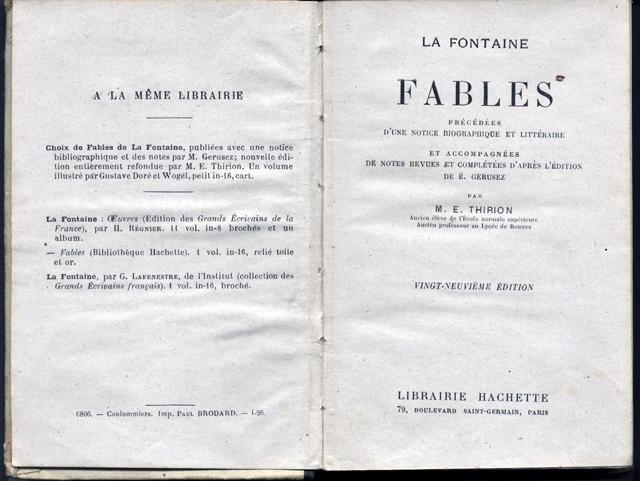 A LA MÊME LIBRAIRIE
Choix de Fables de La Fontaine, publiées avec une notice
bibliographique et des notes par M. Gerusez; nouvelle édi-
tion entièrement refondue par M. E. Thirion. Un volume
illustré par Gustave Doré et Wogel, petit in-16, cart.
La Fontaine : Œuvres (Edition des Grands Écrivains de la
France), par H. RÉGNIER. 11 vol. in-8 brochés et un
album.
— Fables (Bibliothèque Hachette). 1 vol. in-16, relié toile
et or.
La Fontaine, par G. LAFENESTRE, de l'Institut (collection des
Grands Écrivains français). 1 vol. in-16, broché.
6806. — Coulommiers. Imp. PAUL BRODARD. — 1-26.
LA FONTAINE
FABLES
PRÉCÉDÉES
D'UNE NOTICE BIOGRAPHIQUE ET LITTÉRAIRE
ET ACCOMPAGNÉES
DE NOTES REVUES ET COMPLÉTÉES D'APRÈS L'ÉDITION
DE É. GERUSEZ
PAR
M. E. THIRION
Ancien élève de l'École normale supérieure
Ancien professeur au Lycée de Rennes
VINGT-NEUVIÈME ÉDITION
LIBRAIRIE HACHETTE
79, BOULEVARD SAINT-GERMAIN, PARIS